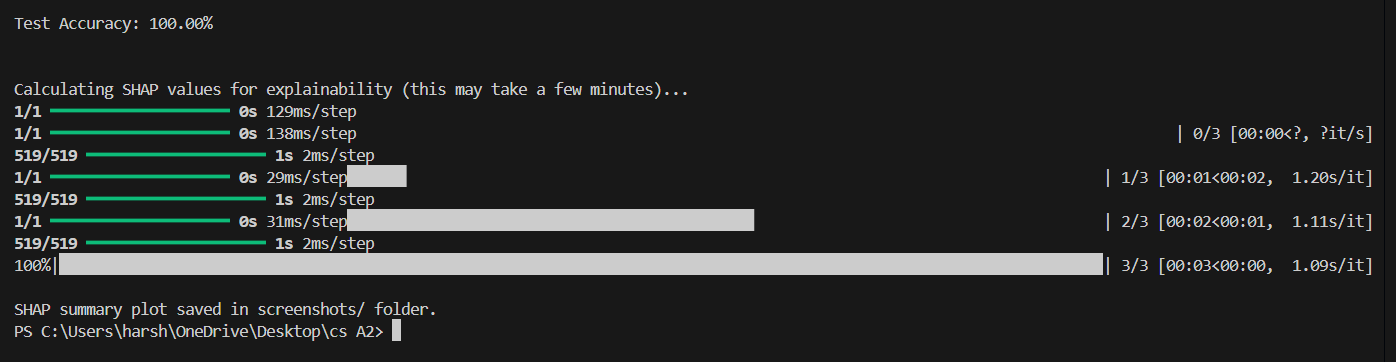 Test Accuracy: 100.00%
Calculating SHAP values for explainability (this may take a few minutes)...
1/1 0s 129ms/step
1/1 0s 138ms/step | 0/3 [00:00<?, ?it/s]
519/519 1s 2ms/step
1/1 0s 29ms/step | 1/3 [00:01<00:02,  1.20s/it]
519/519 1s 2ms/step
1/1 0s 31ms/step | 2/3 [00:02<00:01,  1.11s/it]
519/519 1s 2ms/step
100%| | 3/3 [00:03<00:00,  1.09s/it]
SHAP summary plot saved in screenshots/ folder.
PS C:\Users\harsh\OneDrive\Desktop\cs A2>